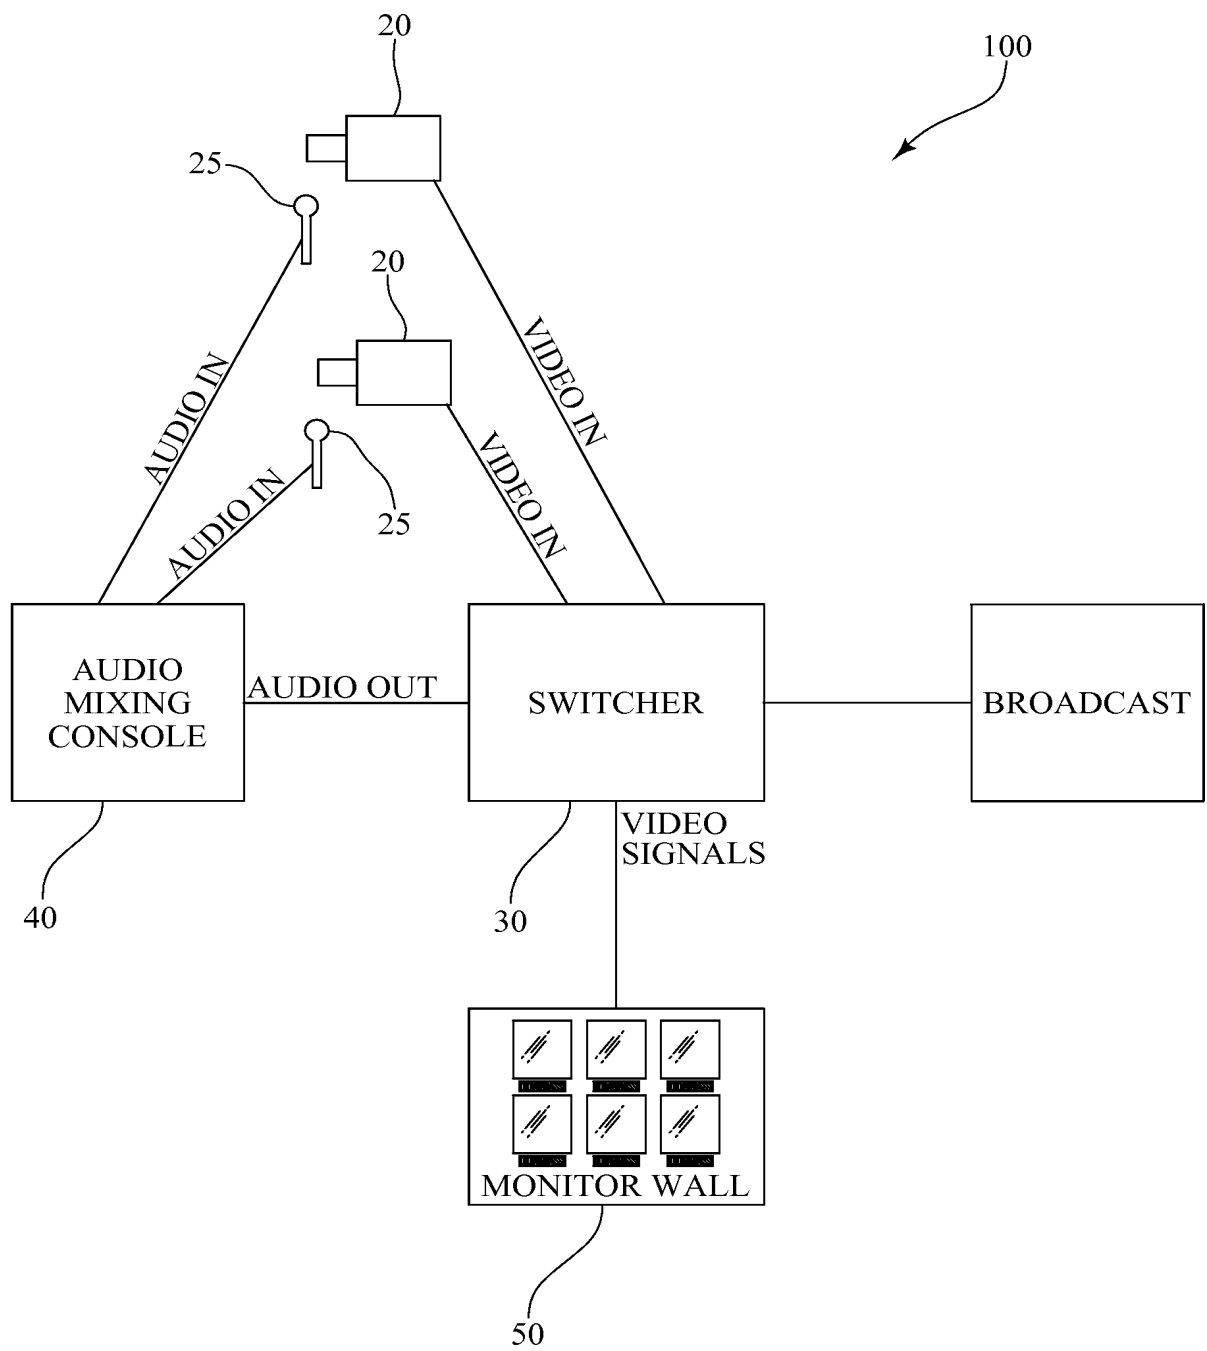 20
100
25
20
VIDEO IN
AUDIO IN
VIDEO IN
AUDIO IN
25
AUDIO
MIXING
CONSOLE
AUDIO OUT
SWITCHER
BROADCAST
VIDEO
SIGNALS
40
30
MONITOR WALL
50